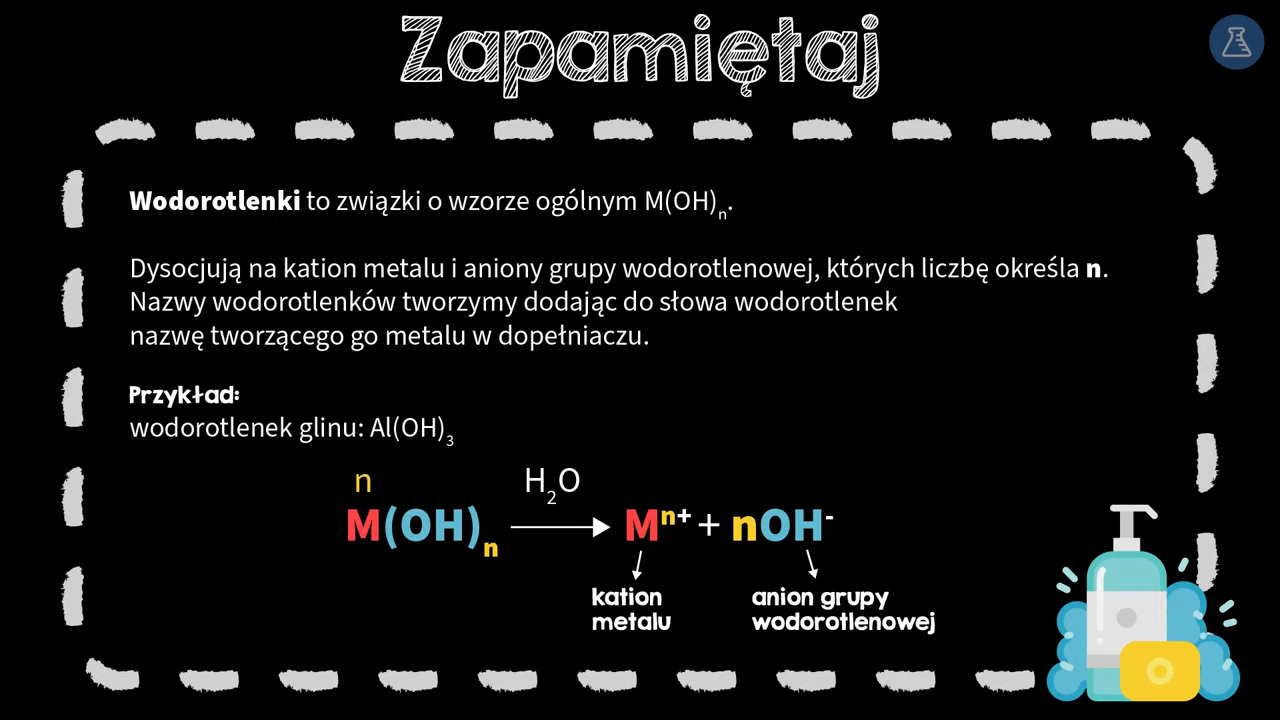 Zapamiętaj
Wodorotlenki to związki o wzorze ogólnym M(OH)n.
Dysocjują na kation metalu i aniony grupy wodorotlenowej, których liczbę określa n.
Nazwy wodorotlenków tworzymy dodając do słowa wodorotlenek
nazwę tworzącego go metalu w dopełniaczu.
Przykład:
wodorotlenek glinu: Al(OH)3
n H2O
M(OH)n Mn+ + nOH-
kation
metalu
anion grupy
wodorotlenowej